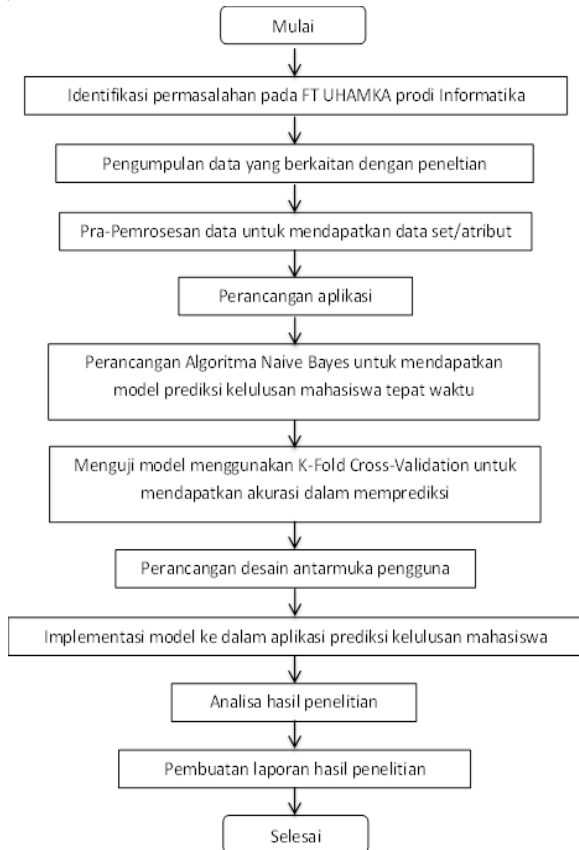 Mulai
Identifikasi permasalahan pada FT UHAMKA prodi Informatika
Pengumpulan data yang berkaitan dengan peneltian
Pra-Pemrosesan data untuk mendapatkan data set/atribut
Perancangan aplikasi
Perancangan Algoritma Naive Bayes untuk mendapatkan
model prediksi kelulusan mahasiswa tepat waktu
Menguji model menggunakan K-Fold Cross-Validation untuk
mendapatkan akurasi dalam memprediksi
Perancangan desain antarmuka pengguna
Implementasi model ke dalam aplikasi prediksi kelulusan mahasiswa
Analisa hasil penelitian
Pembuatan laporan hasil penelitian
Selesai